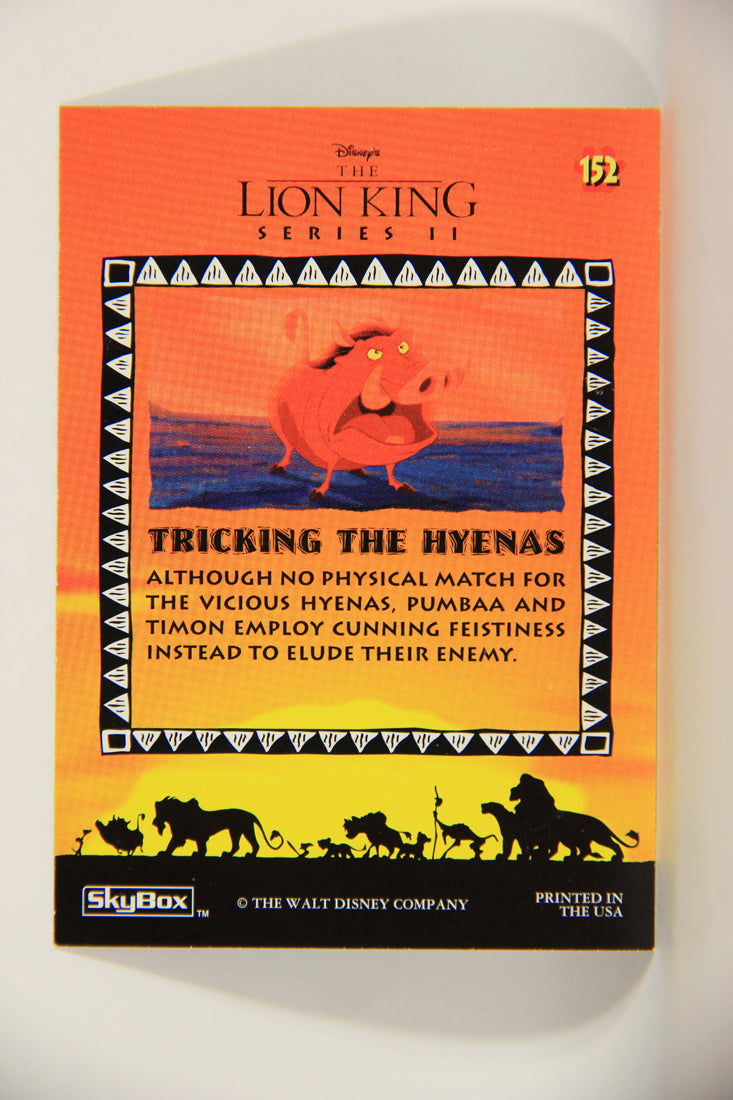 Disney's
THE
LION KING
SERIES II
152
TRICKING THE HYENAS
ALTHOUGH NO PHYSICAL MATCH FOR
THE VICIOUS HYENAS, PUMBAA AND
TIMON EMPLOY CUNNING FEISTINESS
INSTEAD TO ELUDE THEIR ENEMY.
SkyBox TM
© THE WALT DISNEY COMPANY
PRINTED IN
THE USA